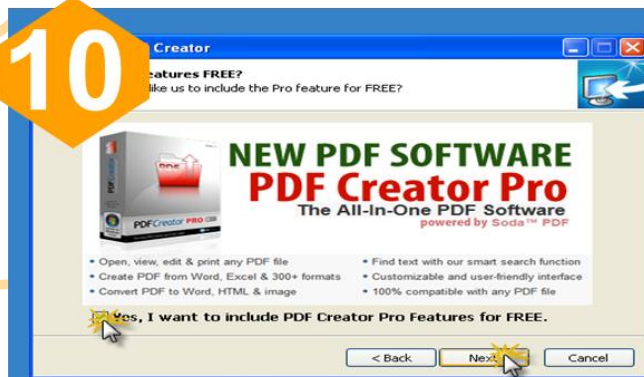 10
Creator
eatures FREE?
like us to include the Pro feature for FREE?
NEW PDF SOFTWARE
PDF Creator Pro
The All-In-One PDF Software
powered by Soda™ PDF
PDFCreator PRO
• Open, view, edit & print any PDF file
• Create PDF from Word, Excel & 300+ formats
• Convert PDF to Word, HTML & image
• Find text with our smart search function
• Customizable and user-friendly interface
• 100% compatible with any PDF file
Yes, I want to include PDF Creator Pro Features for FREE.
< Back
Next
Cancel